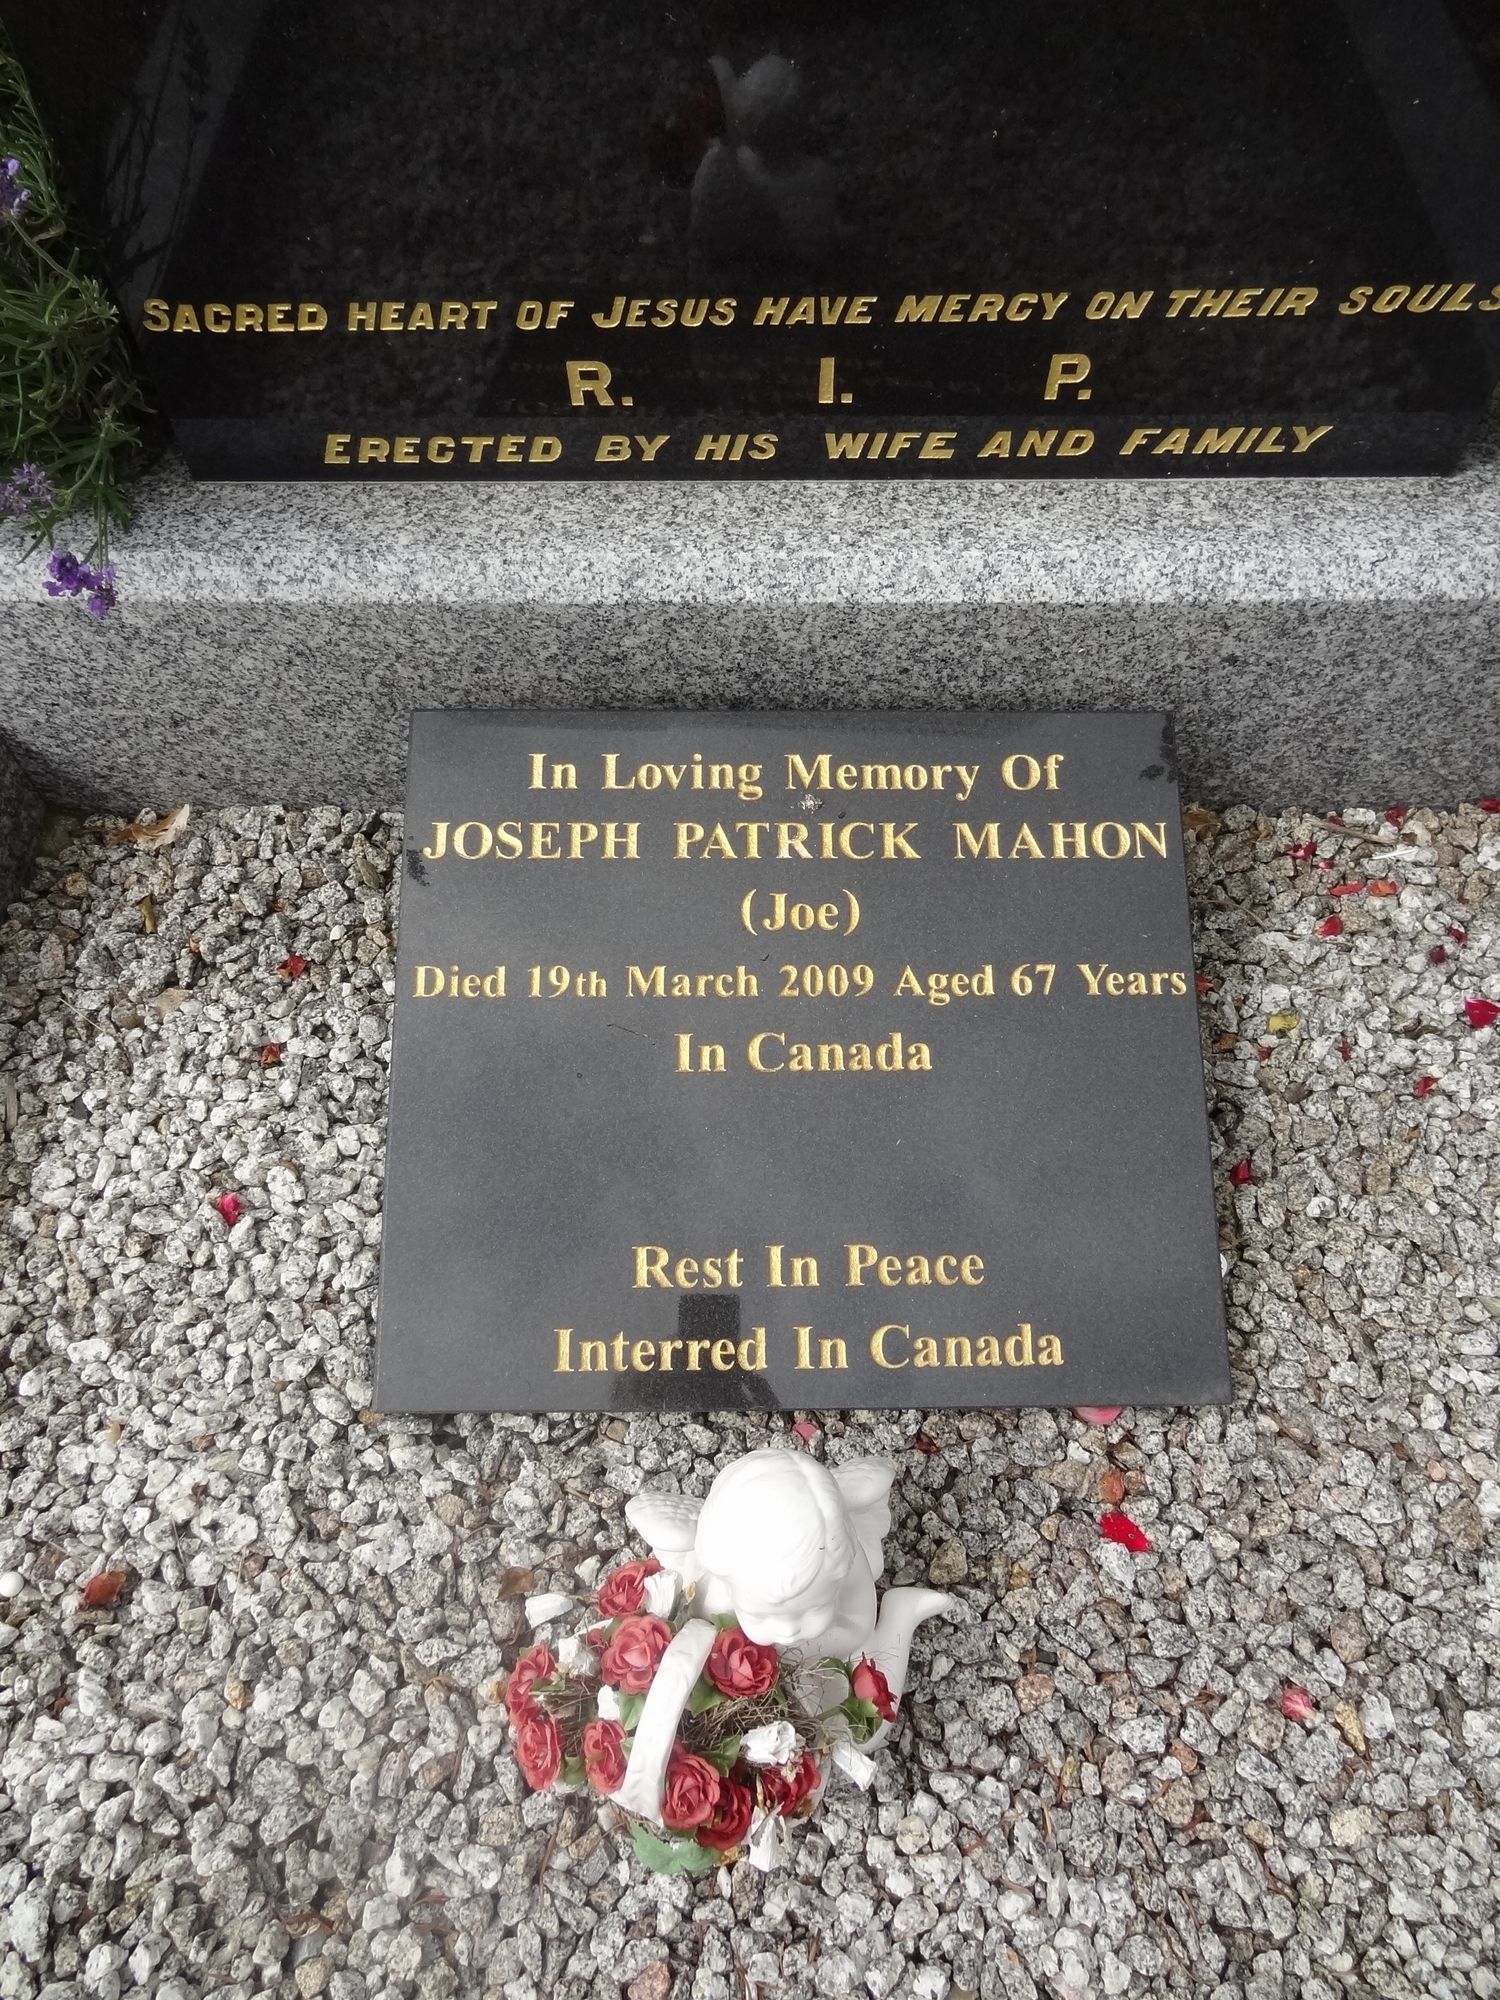 SACRED HEART OF JESUS HAVE MERCY ON THEIR SOULS
R. I. P.
ERECTED BY HIS WIFE AND FAMILY
In Loving Memory Of
JOSEPH PATRICK MAHON
(Joe)
Died 19th March 2009 Aged 67 Years
In Canada
Rest In Peace
Interred In Canada